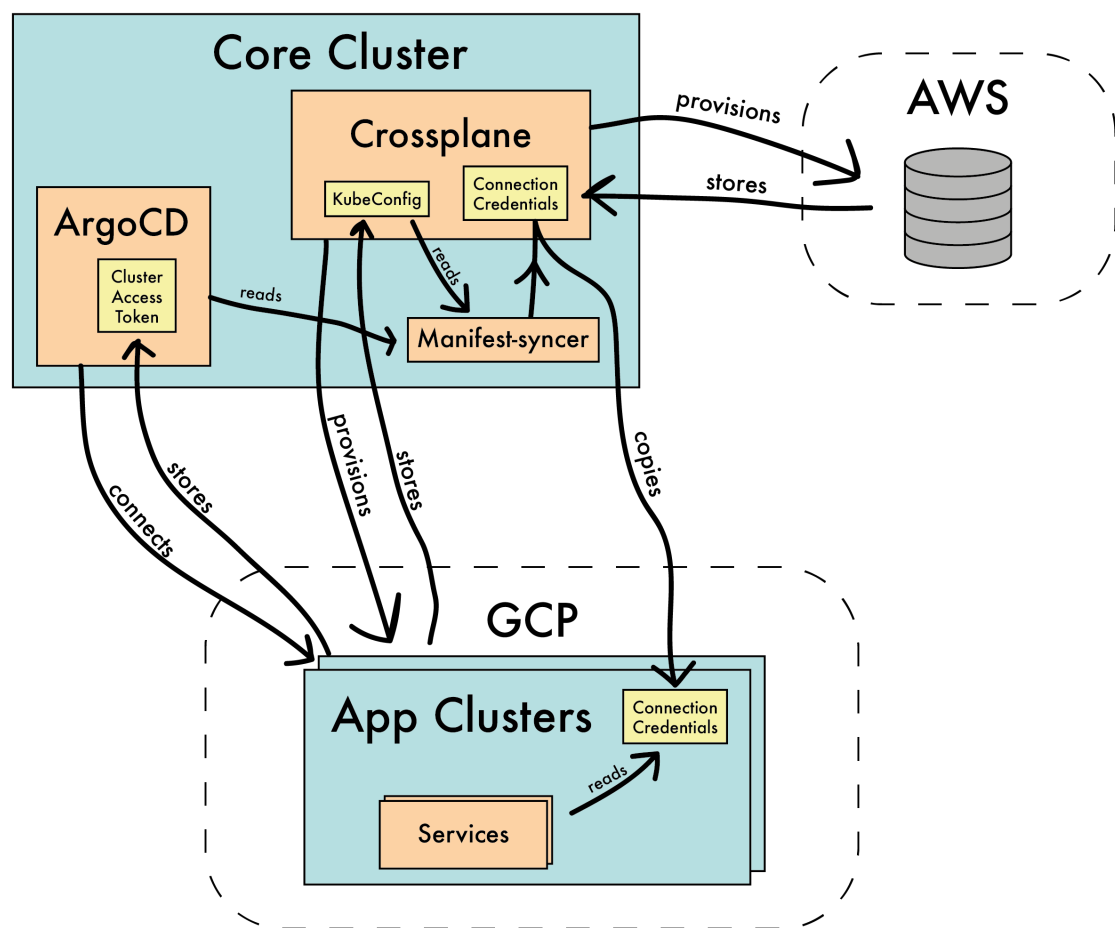 Core Cluster
Crossplane
KubeConfig
Connection
Credentials
ArgoCD
Cluster
Access
Token
reads
reads
Manifest-syncer
provisions
stores
AWS
connects
stores
provisions
stores
copies
GCP
App Clusters
Connection
Credentials
reads
Services